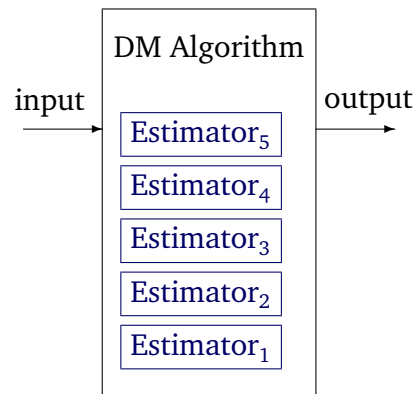 DM Algorithm
input
output
Estimator₅
Estimator₄
Estimator₃
Estimator₂
Estimator₁